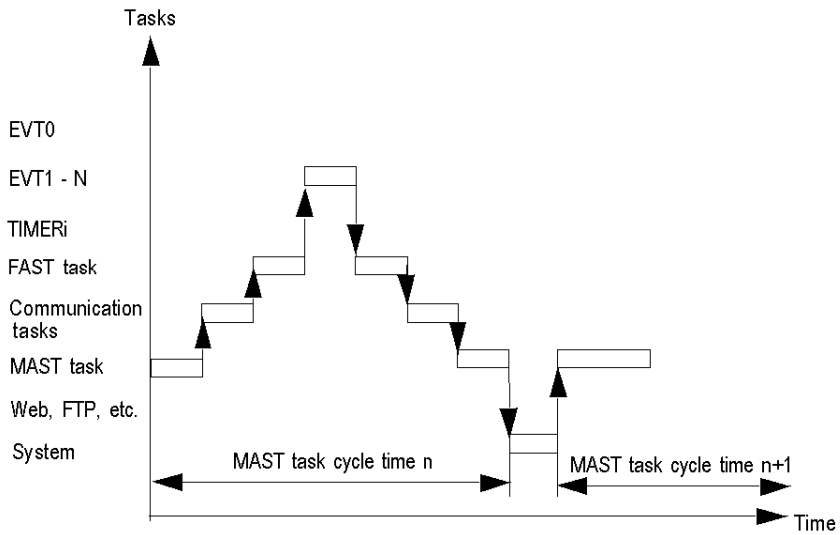 Tasks
EVT0
EVT1 - N
TIMERi
FAST task
Communication
tasks
MAST task
Web, FTP, etc.
System
MAST task cycle time n
MAST task cycle time n+1
Time